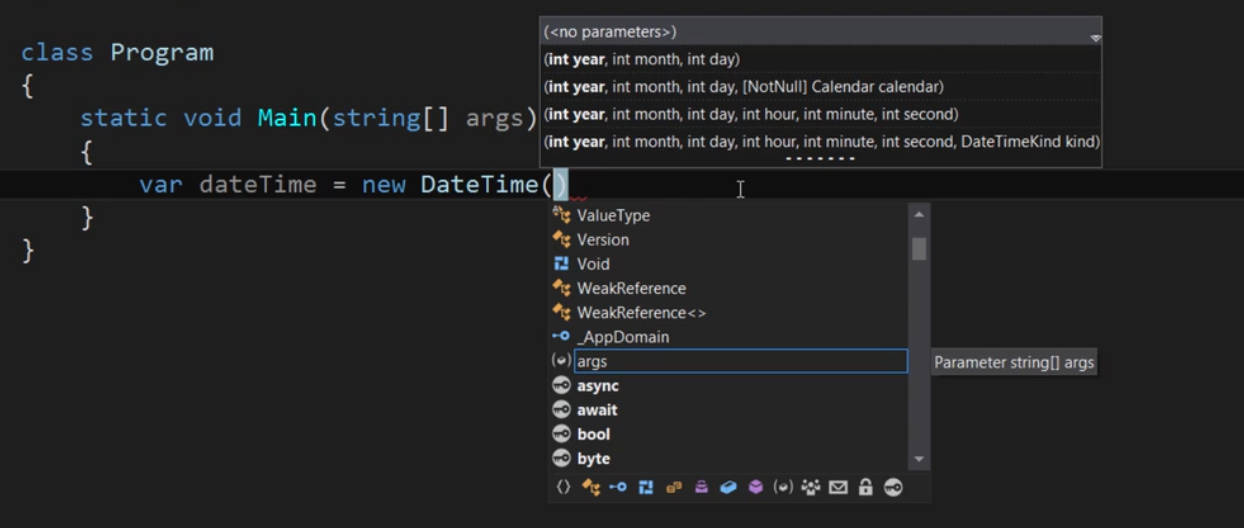 (<no parameters>)
(int year, int month, int day)
(int year, int month, int day, [NotNull] Calendar calendar)
(int year, int month, int day, int hour, int minute, int second)
(int year, int month, int day, int hour, int minute, int second, DateTimeKind kind)
class Program
{
static void Main(string[] args)
{
var dateTime = new DateTime()
}
}
ValueType
Version
Void
WeakReference
WeakReference<>
_AppDomain
args
Parameter string[] args
async
await
bool
byte